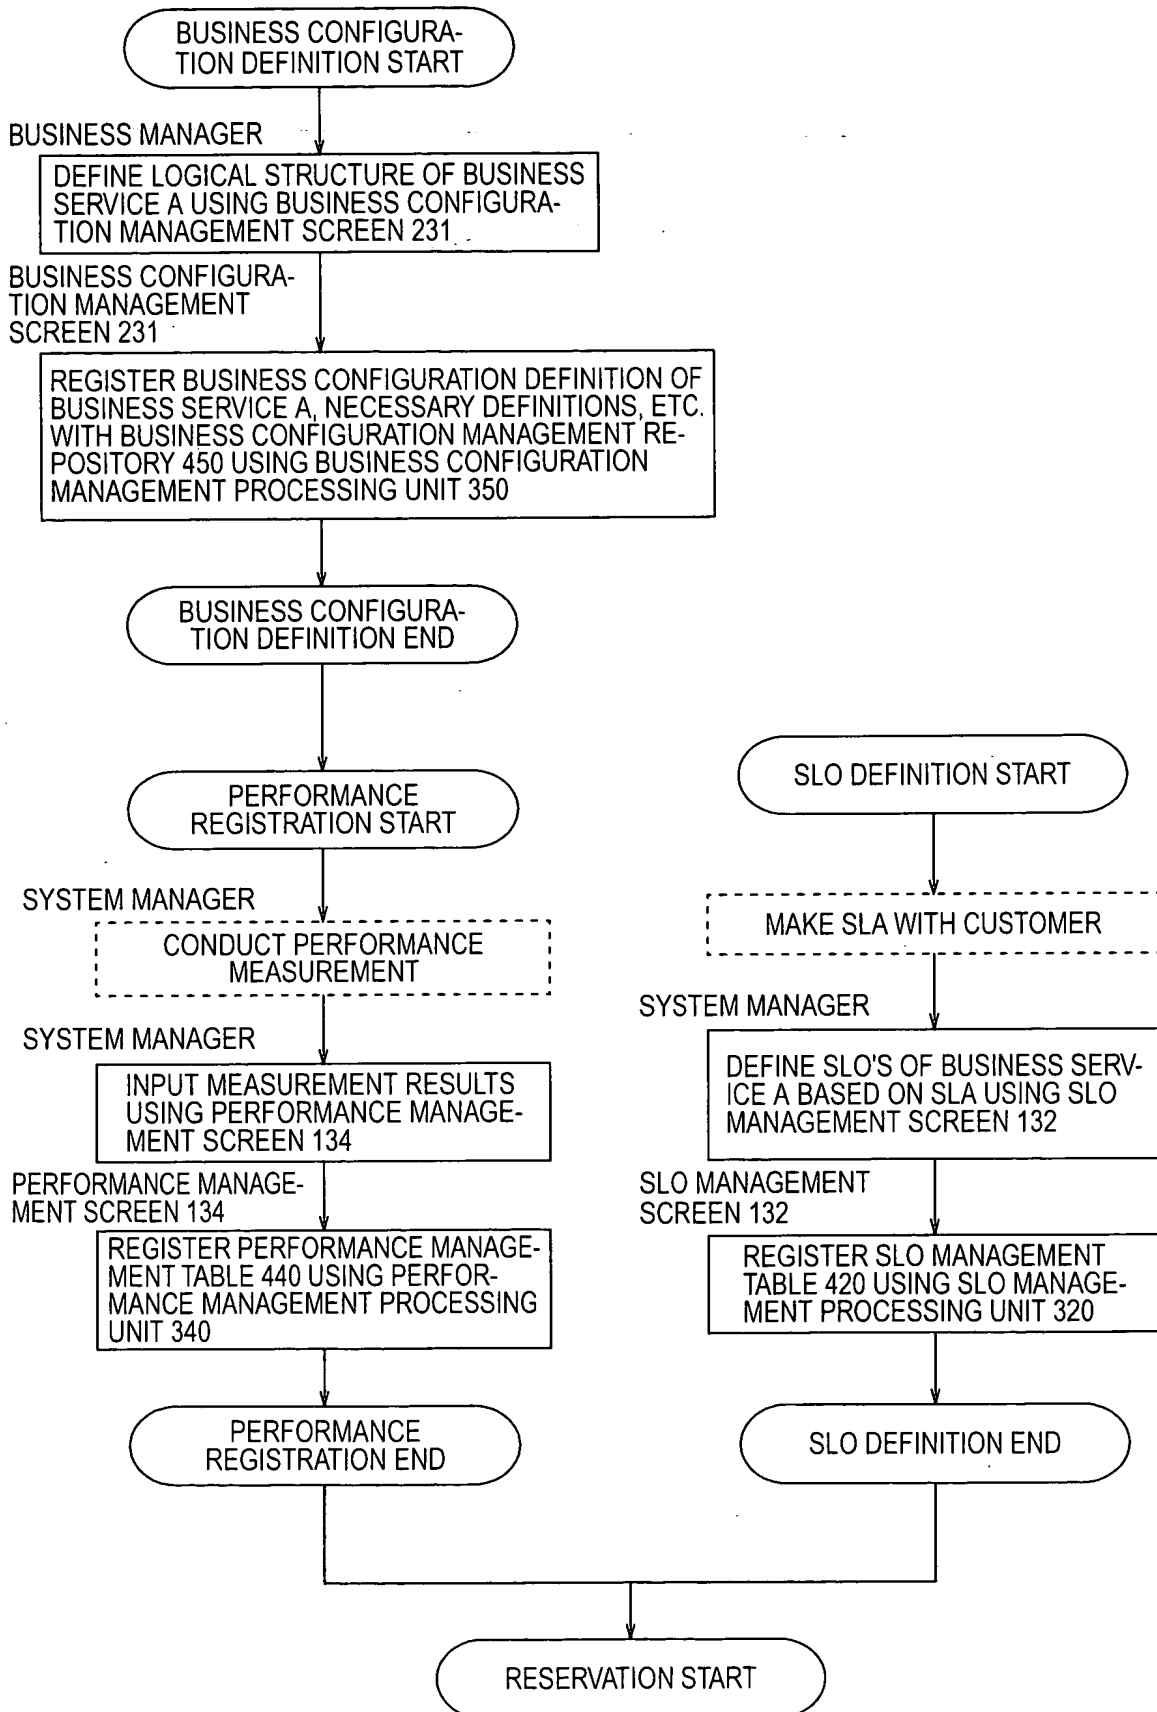 BUSINESS CONFIGURA-
TION DEFINITION START
BUSINESS MANAGER
DEFINE LOGICAL STRUCTURE OF BUSINESS
SERVICE A USING BUSINESS CONFIGURA-
TION MANAGEMENT SCREEN 231
BUSINESS CONFIGURA-
TION MANAGEMENT
SCREEN 231
REGISTER BUSINESS CONFIGURATION DEFINITION OF
BUSINESS SERVICE A, NECESSARY DEFINITIONS, ETC.
WITH BUSINESS CONFIGURATION MANAGEMENT RE-
POSITORY 450 USING BUSINESS CONFIGURATION
MANAGEMENT PROCESSING UNIT 350
BUSINESS CONFIGURA-
TION DEFINITION END
PERFORMANCE
REGISTRATION START
SYSTEM MANAGER
CONDUCT PERFORMANCE
MEASUREMENT
SYSTEM MANAGER
INPUT MEASUREMENT RESULTS
USING PERFORMANCE MANAGE-
MENT SCREEN 134
PERFORMANCE MANAGE-
MENT SCREEN 134
REGISTER PERFORMANCE MANAGE-
MENT TABLE 440 USING PERFOR-
MANCE MANAGEMENT PROCESSING
UNIT 340
PERFORMANCE
REGISTRATION END
SLO DEFINITION START
MAKE SLA WITH CUSTOMER
SYSTEM MANAGER
DEFINE SLO'S OF BUSINESS SERV-
ICE A BASED ON SLA USING SLO
MANAGEMENT SCREEN 132
SLO MANAGEMENT
SCREEN 132
REGISTER SLO MANAGEMENT
TABLE 420 USING SLO MANAGE-
MENT PROCESSING UNIT 320
SLO DEFINITION END
RESERVATION START